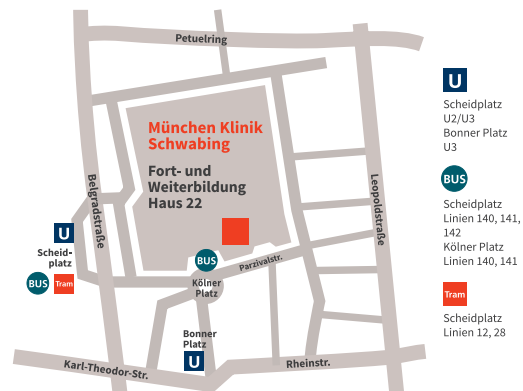 Petuelring
München Klinik
Schwabing
Fort- und
Weiterbildung
Haus 22
Belgradstraße
Leopoldstraße
U
Scheid-
platz
BUS
Tram
BUS
Kölner
Platz
Parzivalstr.
Bonner
Platz
U
Karl-Theodor-Str.
Rheinstr.
U
Scheidplatz
U2/U3
Bonner Platz
U3
BUS
Scheidplatz
Linien 140, 141,
142
Kölner Platz
Linien 140, 141
Tram
Scheidplatz
Linien 12, 28